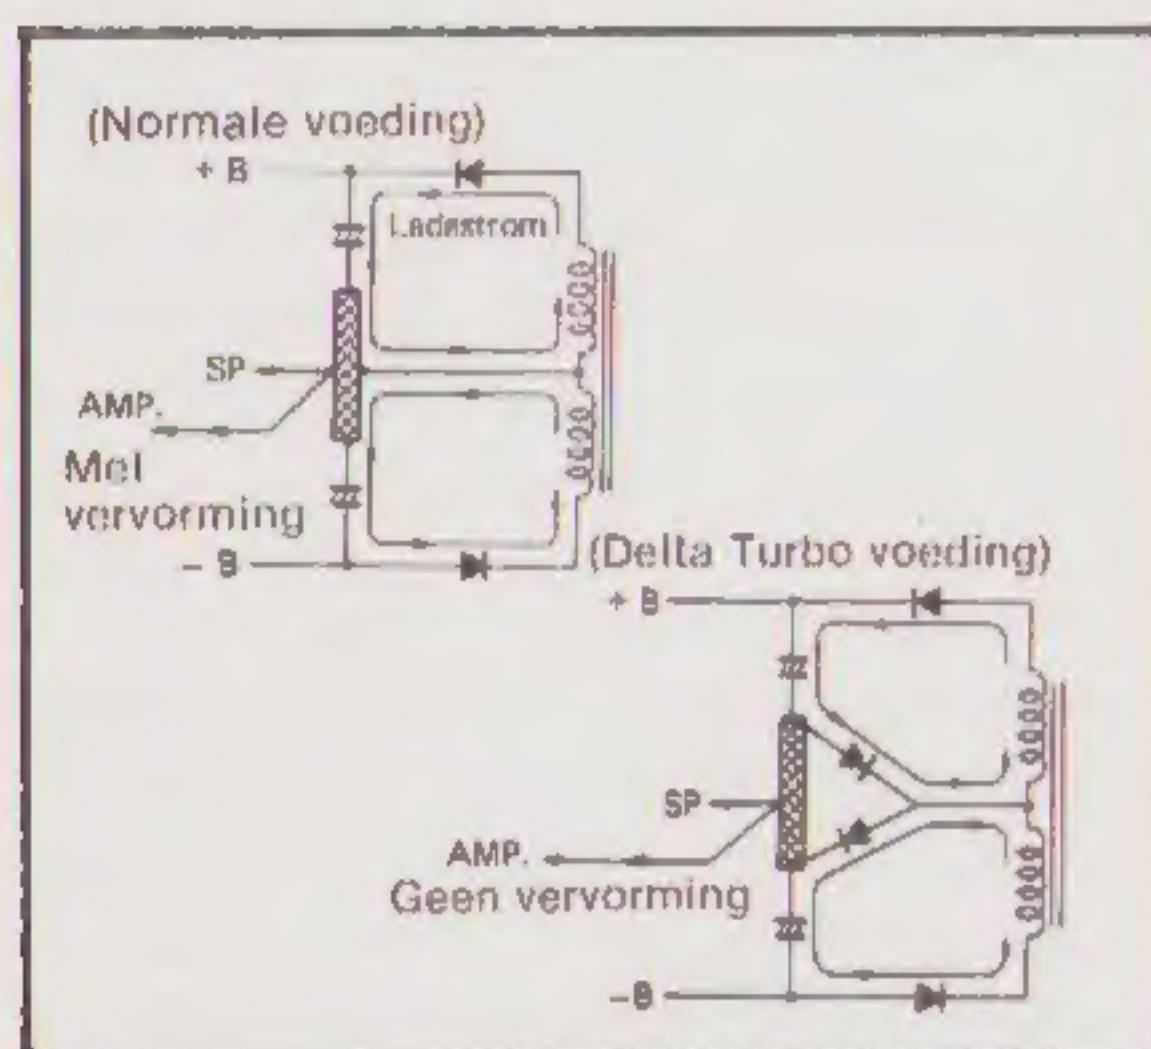 (Normale voeding)
+ B
Ladestrom
SP
AMP.
Met
vervorming
- B
(Delta Turbo voeding)
+ B
SP
AMP.
Geen vervorming
-B